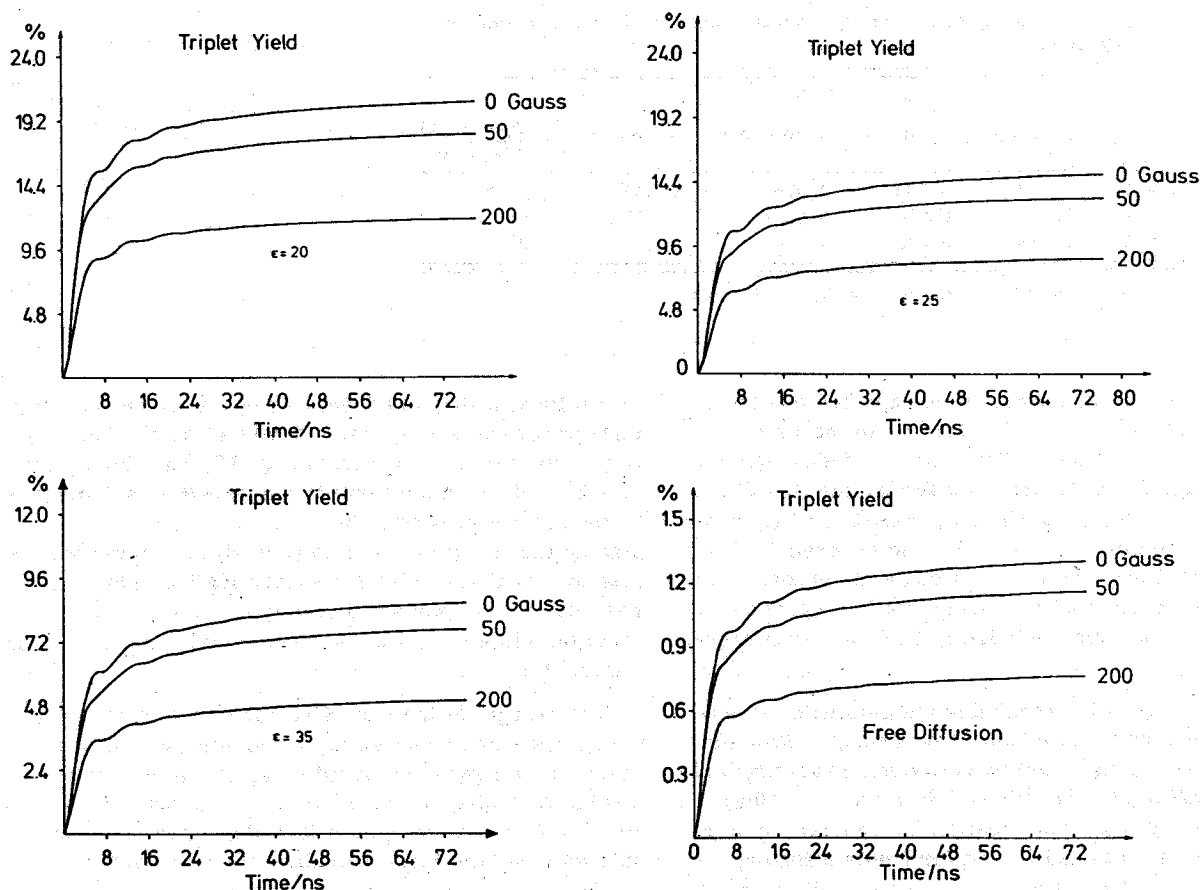 %
Triplet Yield
24.0
19.2
14.4
9.6
4.8
0 Gauss
50
200
ε=20
8 16 24 32 40 48 56 64 72
Time/ns
%
Triplet Yield
24.0
19.2
14.4
9.6
4.8
0
0 Gauss
50
200
ε=25
8 16 24 32 40 48 56 64 72 80
Time/ns
%
Triplet Yield
12.0
9.6
7.2
4.8
2.4
0 Gauss
50
200
ε=35
8 16 24 32 40 48 56 64 72
Time/ns
%
Triplet Yield
1.5
1.2
0.9
0.6
0.3
0 Gauss
50
200
Free Diffusion
0 8 16 24 32 40 48 56 64 72
Time/ns